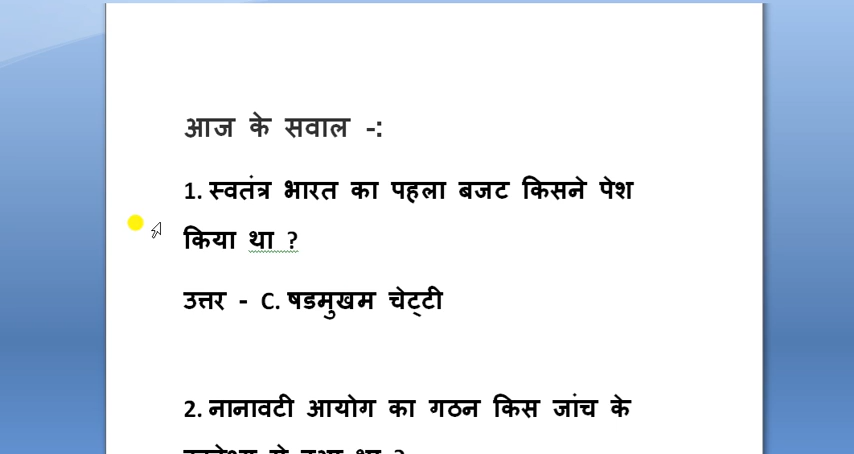 आज के सवाल -:
1. स्वतंत्र भारत का पहला बजट किसने पेश
किया था ?
उत्तर - C. षडमुखम चेट्टी
2. नानावटी आयोग का गठन किस जांच के